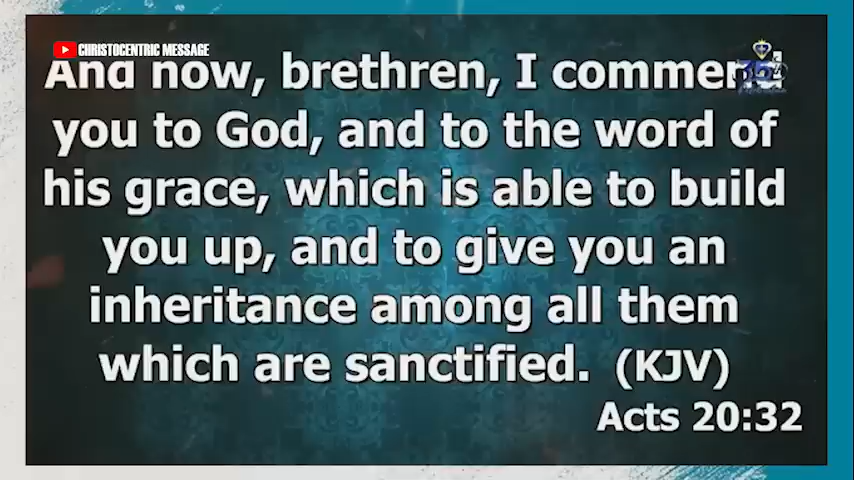 CHRISTOCENTRIC MESSAGE
And now, brethren, I commend
you to God, and to the word of
his grace, which is able to build
you up, and to give you an
inheritance among all them
which are sanctified. (KJV)
Acts 20:32